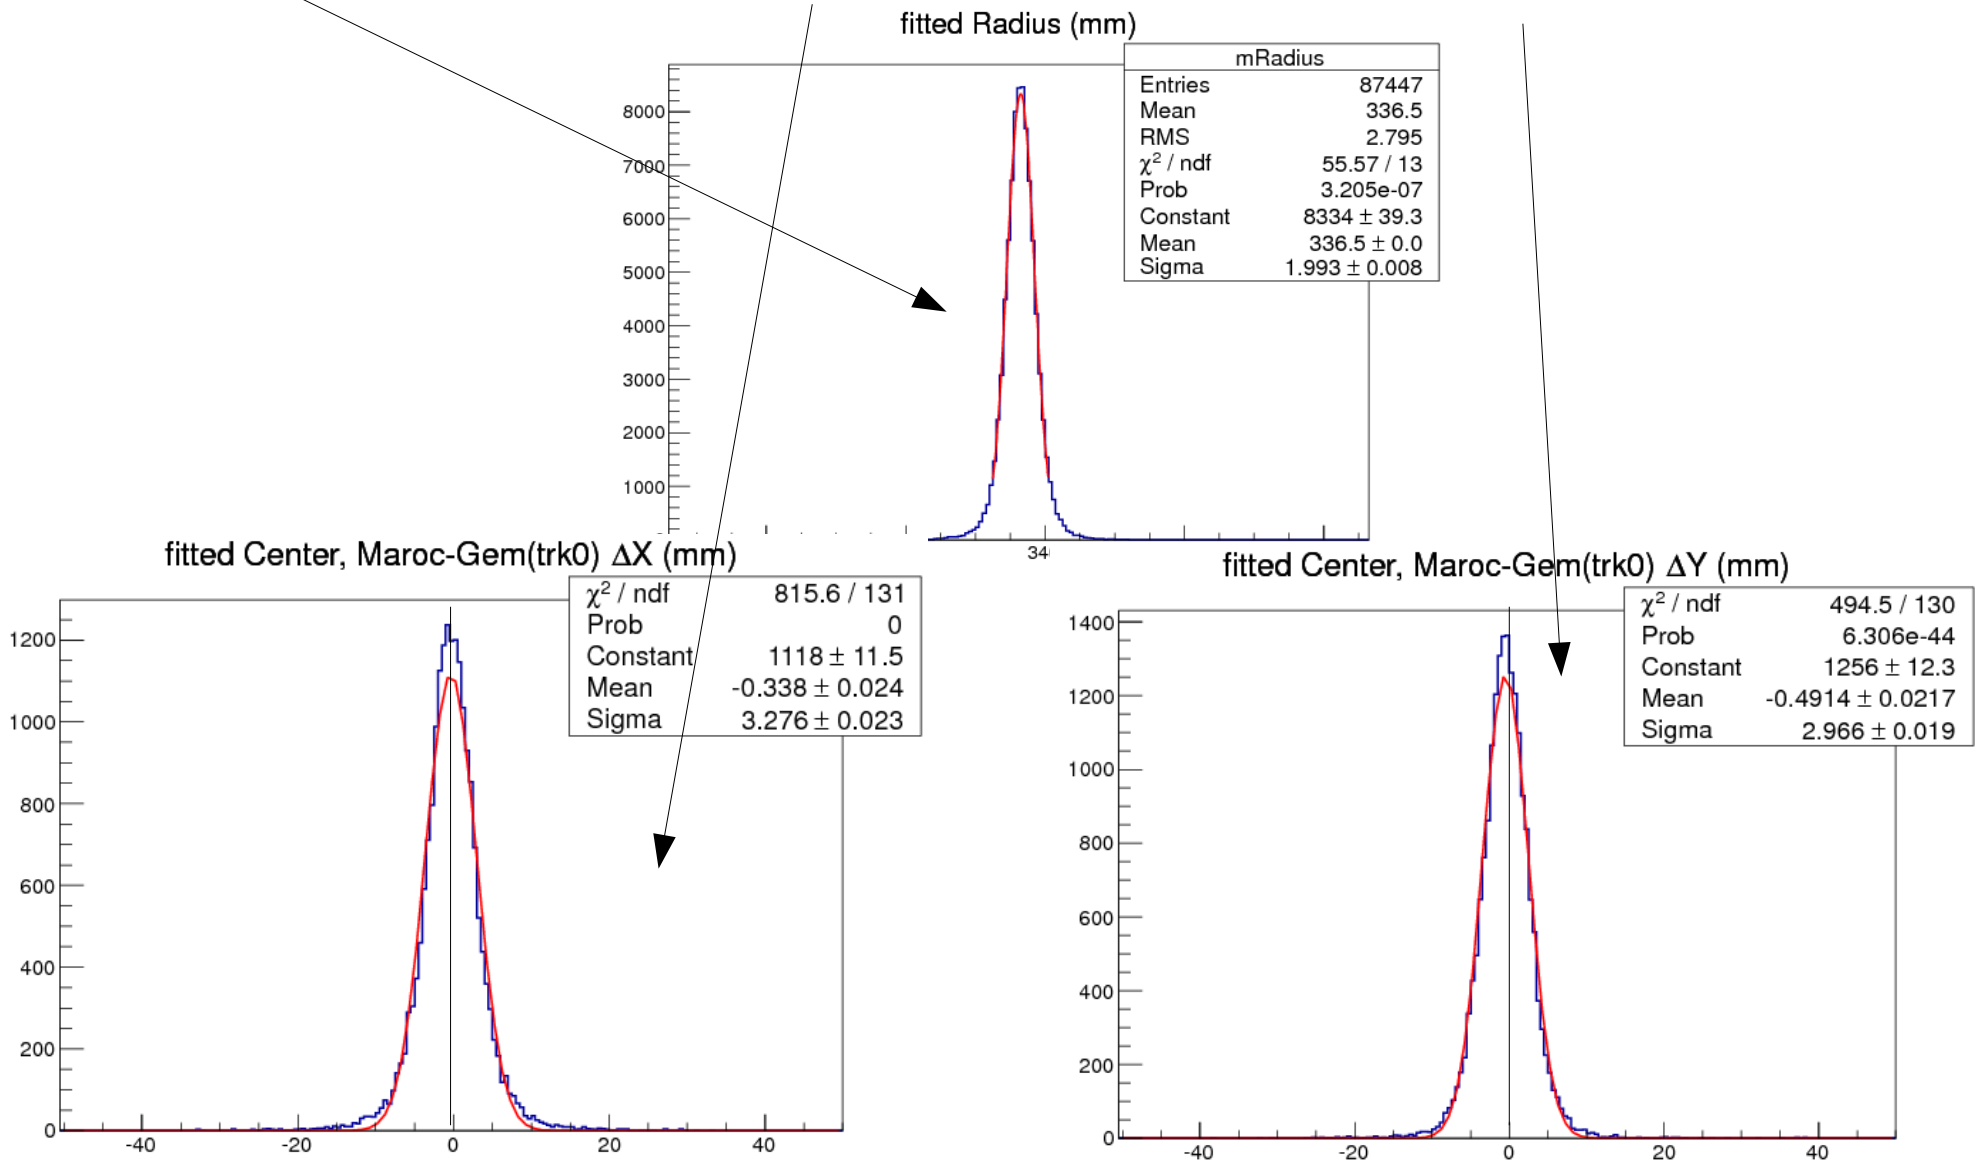 fitted Radius (mm)
mRadius
Entries 87447
Mean 336.5
RMS 2.795
χ² / ndf 55.57 / 13
Prob 3.205e-07
Constant 8334 ± 39.3
Mean 336.5 ± 0.0
Sigma 1.993 ± 0.008
8000
7000
6000
5000
4000
3000
2000
1000
34
fitted Center, Maroc-Gem(trk0) ΔX (mm)
χ² / ndf 815.6 / 131
Prob 0
Constant 1118 ± 11.5
Mean -0.338 ± 0.024
Sigma 3.276 ± 0.023
1200
1000
800
600
400
200
0
-40 -20 0 20 40
fitted Center, Maroc-Gem(trk0) ΔY (mm)
χ² / ndf 494.5 / 130
Prob 6.306e-44
Constant 1256 ± 12.3
Mean -0.4914 ± 0.0217
Sigma 2.966 ± 0.019
1400
1200
1000
800
600
400
200
0
-40 -20 0 20 40